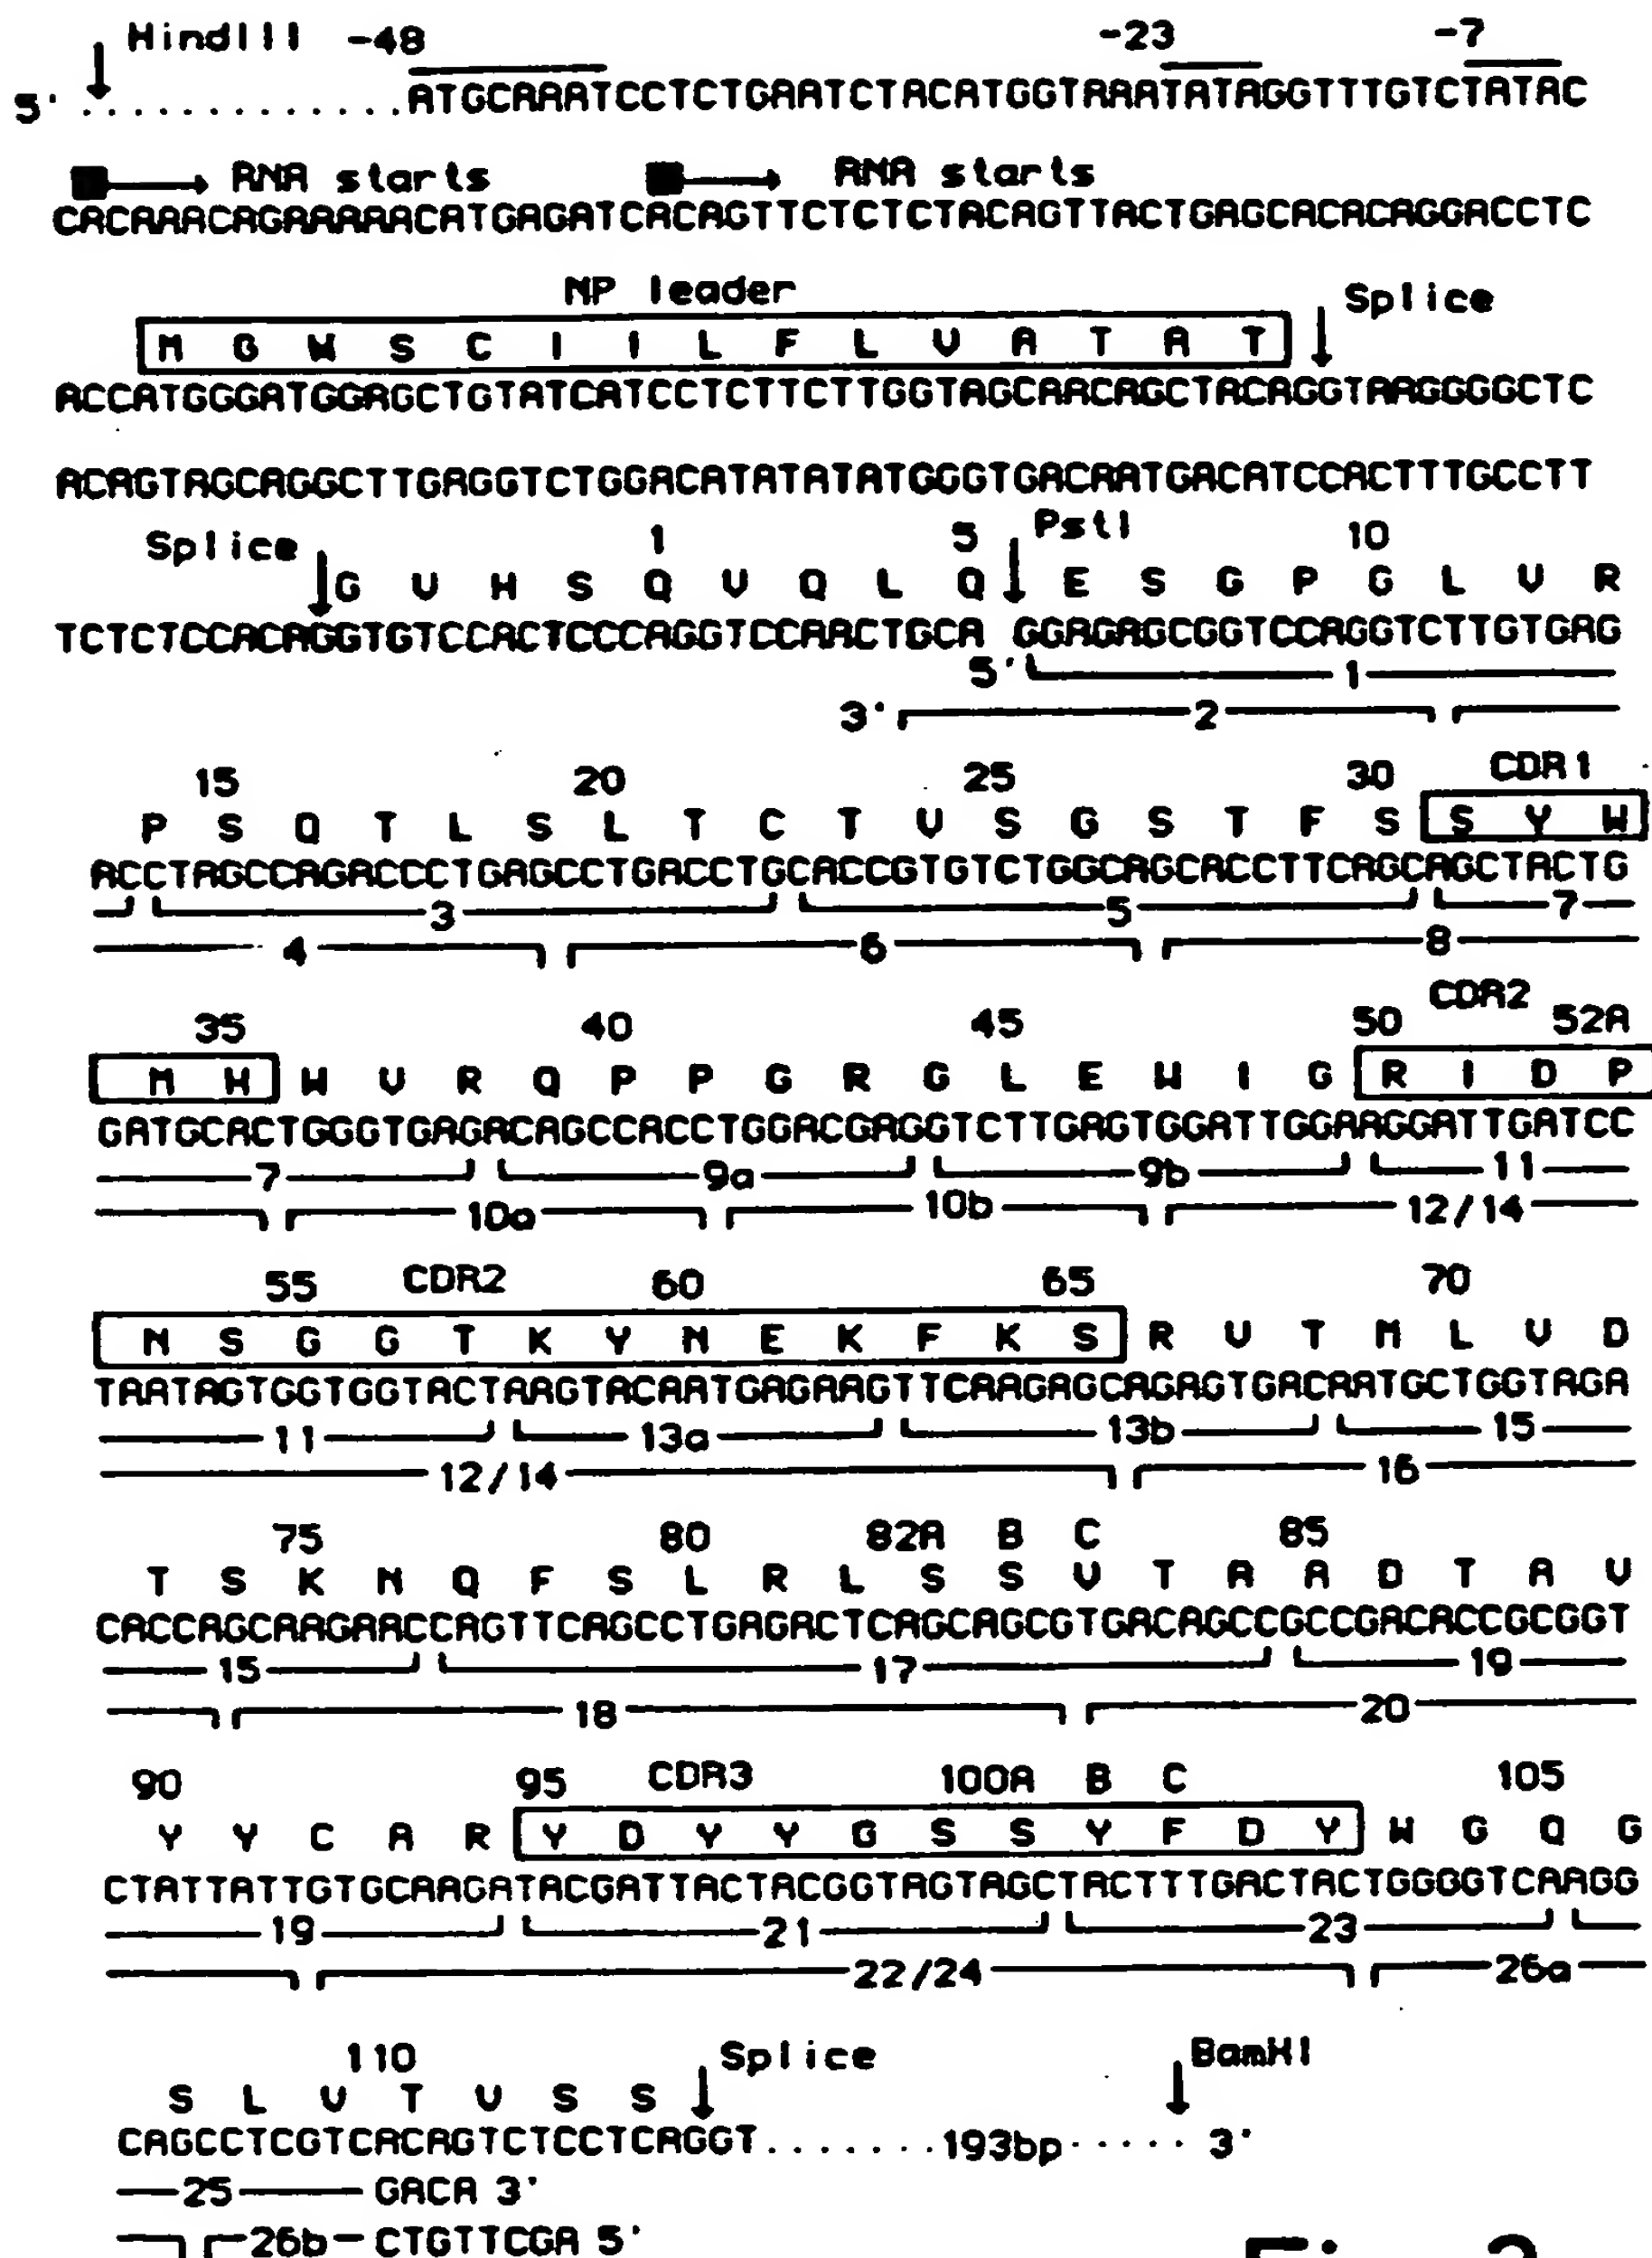 HindIII -48 -23 -7
5' .............ATGCAAATCCTCTGAATCTACATGGTAAATATAGGTTTGTCTATAC
RNA starts RNA starts
CACAAACAGAAAAACATGAGATCACAGTTCTCTCTACAGTTACTGAGCACACAGGACCTC
NP leader Splice
M G W S C I I L F L V A T A T
ACCATGGGATGGAGCTGTATCATCCTCTTCTTGGTAGCAACAGCTACAGGTAAGGGGCTC
ACAGTAGCAGGCTTGAGGTCTGGACATATATATGGGTGACAATGACATCCACTTTGCCTT
Splice 1 5 PstI 10
G V H S Q V Q L Q E S G P G L V R
TCTCTCCACAGGTGTCCACTCCCAGGTCCAACTGCA GGAGAGCGGTCCAGGTCTTGTGAG
5' 1
3' 2
15 20 25 30 CDR1
P S Q T L S L T C T V S G S T F S S Y W
ACCTAGCCAGACCCTGAGCCTGACCTGCACCGTGTCTGGCAGCACCTTCAGCAGCTACTG
3 5 7
4 6 8
35 40 45 50 CDR2 52A
M H W V R Q P P G R G L E W I G R I D P
GATGCACTGGGTGAGACAGCCACCTGGACGAGGTCTTGAGTGGATTGGAAGGATTGATCC
7 9a 9b 11
10a 10b 12/14
55 CDR2 60 65 70
N S G G T K Y N E K F K S R V T M L V D
TAATAGTGGTGGTACTAAGTACAATGAGAAGTTCAAGAGCAGAGTGACAATGCTGGTAGA
11 13a 13b 15
12/14 16
75 80 82A B C 85
T S K N Q F S L R L S S V T A A D T A V
CACCAGCAAGAACCAGTTCAGCCTGAGACTCAGCAGCGTGACAGCCGCCGACACCGCGGT
15 17 19
18 20
90 95 CDR3 100A B C 105
Y Y C A R Y D Y Y G S S Y F D Y W G Q G
CTATTATTGTGCAAGATACGATTACTACGGTAGTAGCTACTTTGACTACTGGGGTCAAGG
19 21 23
22/24 26a
110 Splice BamHI
S L V T V S S
CAGCCTCGTCACAGTCTCCTCAGGT.......193bp..... 3'
25 GACA 3'
26b CTGTTCGA 5'